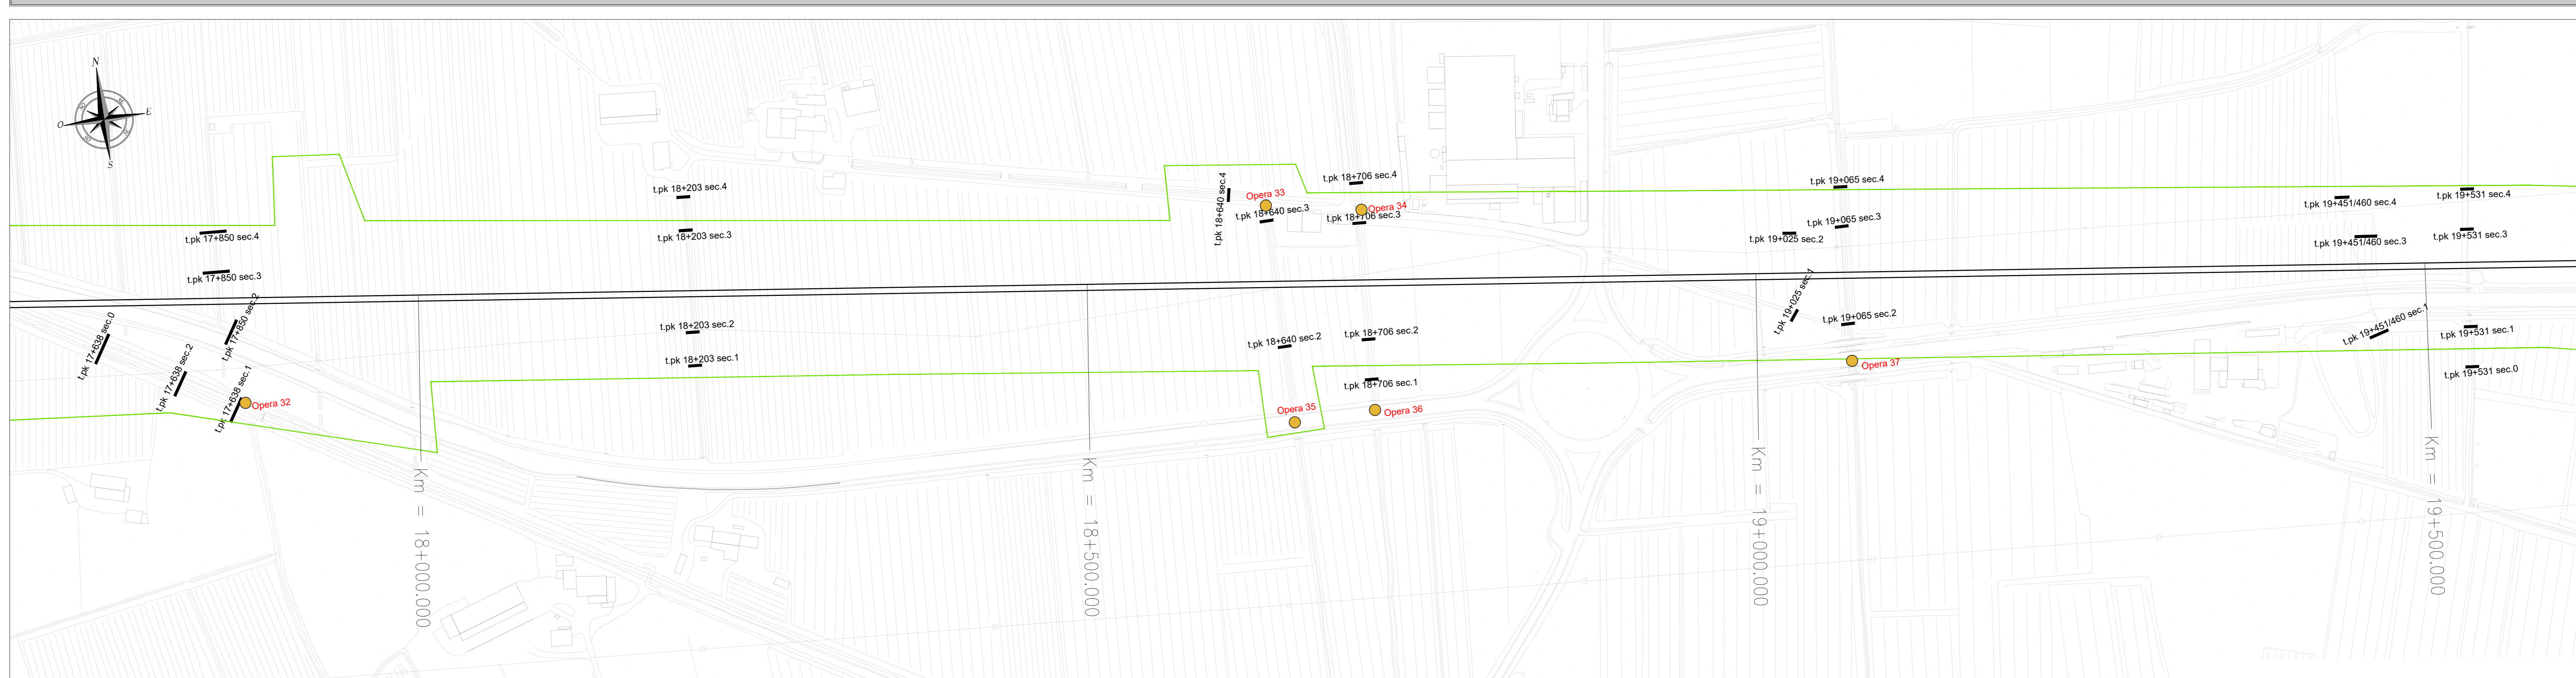 N
O
E
S
t.pk 17+850 sec.4
t.pk 17+850 sec.3
t.pk 17+850 sec.2
t.pk 17+638 sec.0
t.pk 17+638 sec.2
t.pk 17+638 sec.1
Opera 32
t.pk 18+203 sec.4
t.pk 18+203 sec.3
t.pk 18+203 sec.2
t.pk 18+203 sec.1
t.pk 18+640 sec.4
Opera 33
t.pk 18+640 sec.3
t.pk 18+640 sec.2
Opera 35
t.pk 18+706 sec.4
Opera 34
t.pk 18+706 sec.3
t.pk 18+706 sec.2
t.pk 18+706 sec.1
Opera 36
t.pk 19+025 sec.2
t.pk 19+025 sec.1
t.pk 19+065 sec.4
t.pk 19+065 sec.3
t.pk 19+065 sec.2
Opera 37
t.pk 19+451/460 sec.4
t.pk 19+451/460 sec.3
t.pk 19+451/460 sec.1
t.pk 19+531 sec.4
t.pk 19+531 sec.3
t.pk 19+531 sec.1
t.pk 19+531 sec.0
Km = 18+000.000
Km = 18+500.000
Km = 19+000.000
Km = 19+500.000